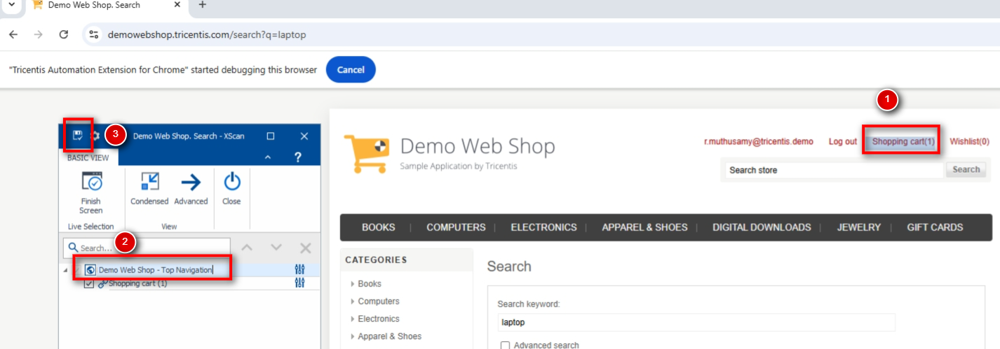 Demo Web Shop. Search
demowebshop.tricentis.com/search?q=laptop
"Tricentis Automation Extension for Chrome" started debugging this browser Cancel
1
3 Demo Web Shop. Search - XScan
BASIC VIEW ?
Finish Screen
Condensed Advanced
Close
Live Selection View
2
Search...
Demo Web Shop - Top Navigation
Shopping cart (1)
Demo Web Shop
Sample Application by Tricentis
r.muthusamy@tricentis.demo Log out Shopping cart(1) Wishlist(0)
Search store Search
BOOKS | COMPUTERS | ELECTRONICS | APPAREL & SHOES | DIGITAL DOWNLOADS | JEWELRY | GIFT CARDS
CATEGORIES
Books
Computers
Electronics
Apparel & Shoes
Search
Search keyword:
laptop
Advanced search